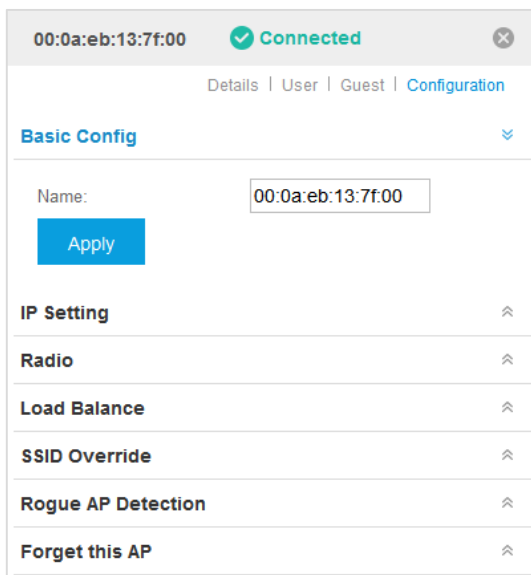 00:0a:eb:13:7f:00 Connected
Details | User | Guest | Configuration
Basic Config
Name: 00:0a:eb:13:7f:00
Apply
IP Setting
Radio
Load Balance
SSID Override
Rogue AP Detection
Forget this AP